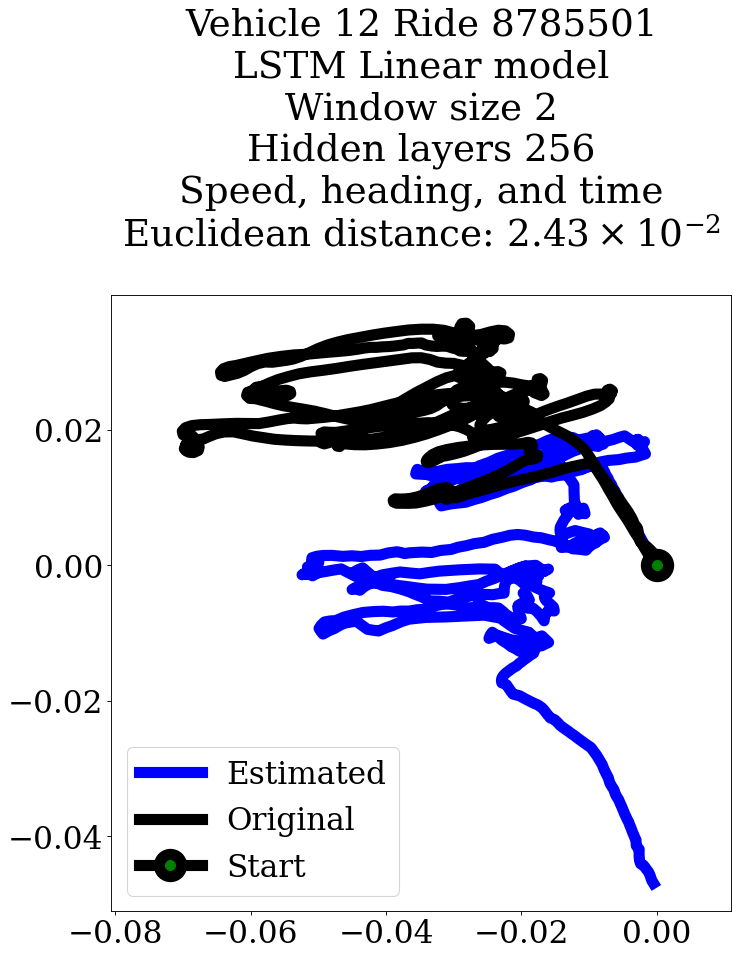 Vehicle 12 Ride 8785501
LSTM Linear model
Window size 2
Hidden layers 256
Speed, heading, and time
Euclidean distance: 2.43 × 10⁻²
0.02
0.00
−0.02
−0.04
Estimated
Original
Start
−0.08 −0.06 −0.04 −0.02 0.00